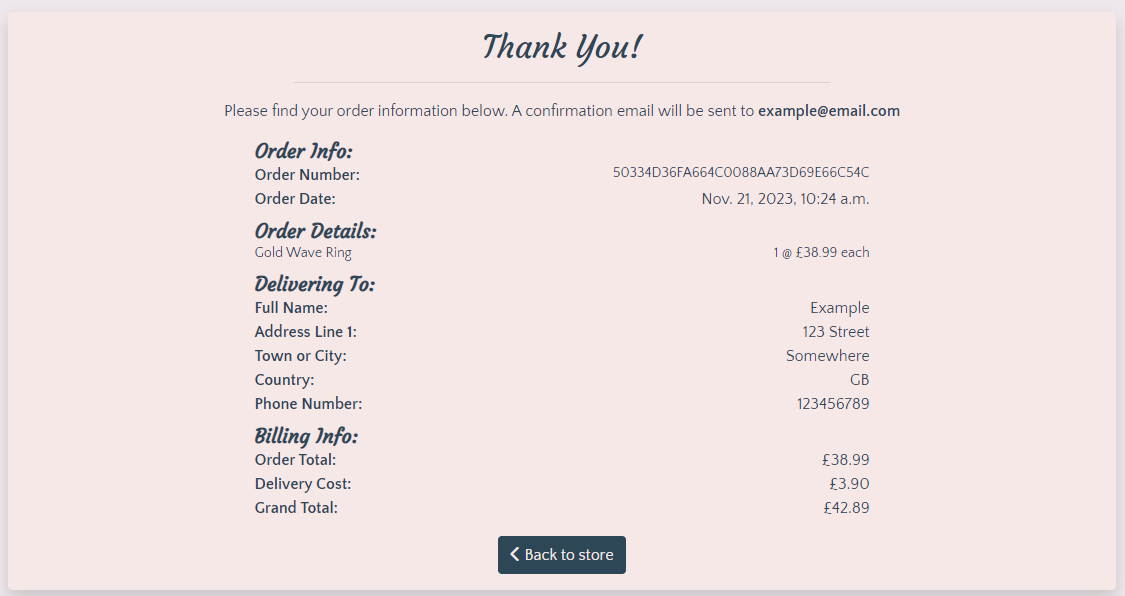 Thank You!
Please find your order information below. A confirmation email will be sent to example@email.com
Order Info:
Order Number: 50334D36FA664C0088AA73D69E66C54C
Order Date: Nov. 21, 2023, 10:24 a.m.
Order Details:
Gold Wave Ring 1 @ £38.99 each
Delivering To:
Full Name: Example
Address Line 1: 123 Street
Town or City: Somewhere
Country: GB
Phone Number: 123456789
Billing Info:
Order Total: £38.99
Delivery Cost: £3.90
Grand Total: £42.89
Back to store